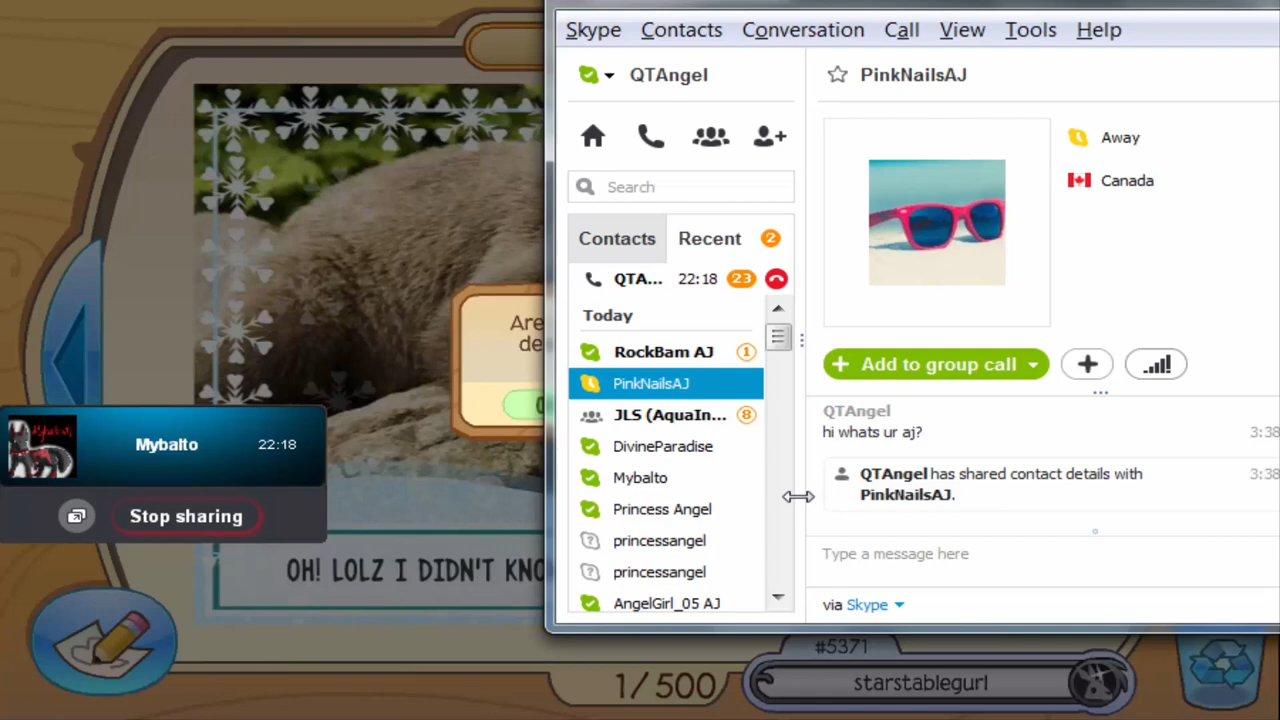 Skype Contacts Conversation Call View Tools Help
QTAngel
PinkNailsAJ
Away
Canada
Search
Contacts Recent 2
QTA... 22:18 23
Today
RockBam AJ 1
PinkNailsAJ
JLS (AquaIn... 8
DivineParadise
Mybalto
Princess Angel
princessangel
princessangel
AngelGirl_05 AJ
Add to group call
QTAngel
hi whats ur aj? 3:38
QTAngel has shared contact details with 3:38
PinkNailsAJ.
Type a message here
via Skype
Are
de
Mybalto 22:18
Stop sharing
OH! LOLZ I DIDN'T KNO
#5371
1/500
starstablegurl